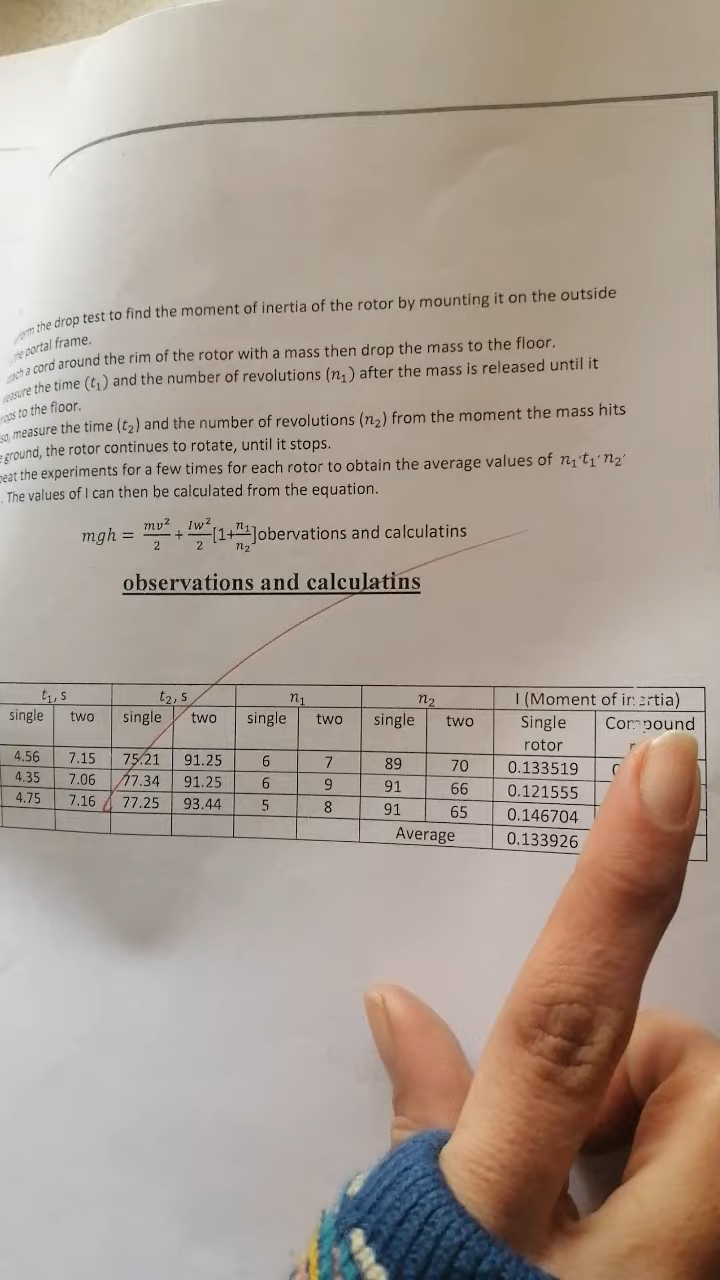 the drop test to find the moment of inertia of the rotor by mounting it on the outside
portal frame.
a cord around the rim of the rotor with a mass then drop the mass to the floor.
the time (t₁) and the number of revolutions (n₁) after the mass is released until it
to the floor.
measure the time (t₂) and the number of revolutions (n₂) from the moment the mass hits
ground, the rotor continues to rotate, until it stops.
the experiments for a few times for each rotor to obtain the average values of n₁'t₁'n₂'
. The values of I can then be calculated from the equation.
mgh = mv²/2 + Iw²/2 [1+n₁/n₂]obervations and calculatins
observations and calculatins
t₁, s t₂, s n₁ n₂ I (Moment of inertia)
single two single two single two single two Single rotor Compound
4.56 7.15 75.21 91.25 6 7 89 70 0.133519
4.35 7.06 77.34 91.25 6 9 91 66 0.121555
4.75 7.16 77.25 93.44 5 8 91 65 0.146704
Average 0.133926